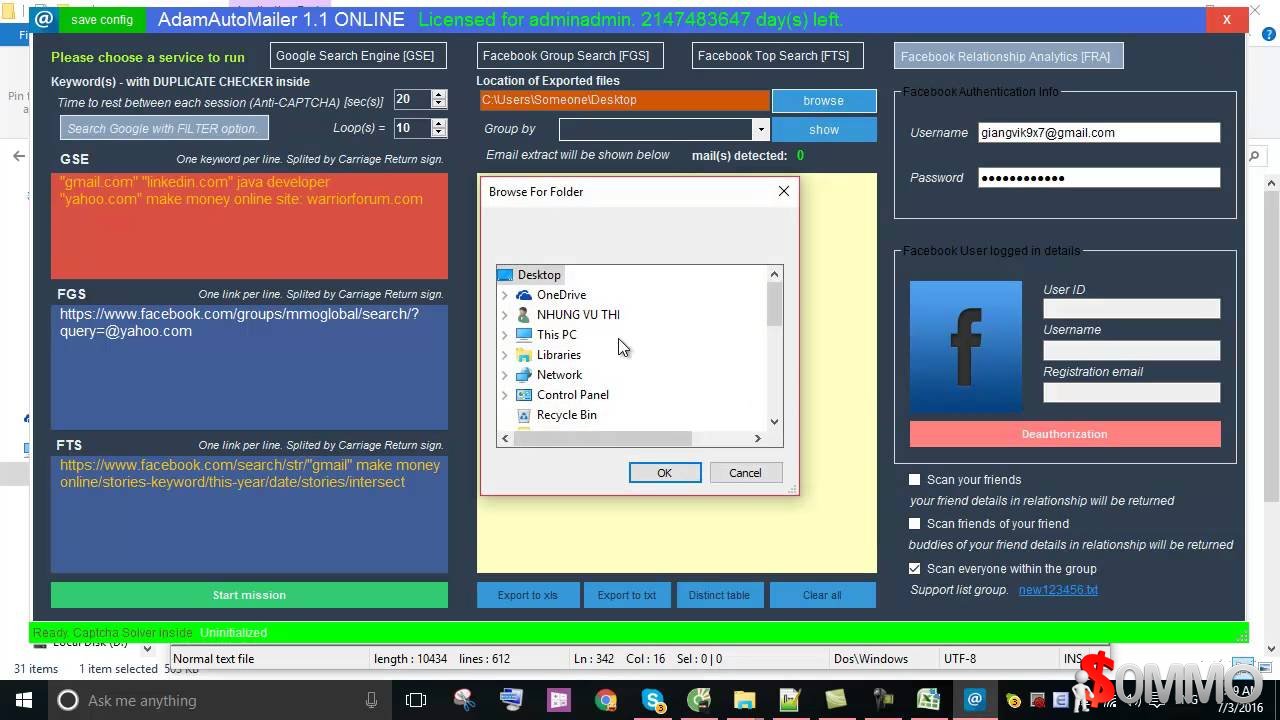 save config
AdamAutoMailer 1.1 ONLINE
Licensed for adminadmin. 2147483647 day(s) left.
X
Please choose a service to run
Google Search Engine [GSE]
Facebook Group Search [FGS]
Facebook Top Search [FTS]
Facebook Relationship Analytics [FRA]
Keyword(s) - with DUPLICATE CHECKER inside
Time to rest between each session (Anti-CAPTCHA) [sec(s)]
20
Search Google with FILTER option.
Loop(s) =
10
GSE
One keyword per line. Splited by Carriage Return sign.
"gmail.com" "linkedin.com" java developer
"yahoo.com" make money online site: warriorforum.com
FGS
One link per line. Splited by Carriage Return sign.
https://www.facebook.com/groups/mmoglobal/search/?
query=@yahoo.com
FTS
One link per line. Splited by Carriage Return sign.
https://www.facebook.com/search/str/"gmail" make money
online/stories-keyword/this-year/date/stories/intersect
Start mission
Location of Exported files
C:\Users\Someone\Desktop
browse
Group by
show
Email extract will be shown below
mail(s) detected: 0
Browse For Folder
Desktop
OneDrive
NHUNG VU THI
This PC
Libraries
Network
Control Panel
Recycle Bin
OK
Cancel
Export to xls
Export to txt
Distinct table
Clear all
Facebook Authentication Info
Username
giangvik9x7@gmail.com
Password
Facebook User logged in details
User ID
Username
Registration email
Deauthorization
Scan your friends
your friend details in relationship will be returned
Scan friends of your friend
buddies of your friend details in relationship will be returned
Scan everyone within the group
Support list group.
new123456.txt
Ready. Captcha Solver inside. Uninitialized
Local Disk (D:)
31 items
1 item selected
Normal text file
length : 10434
lines : 612
Ln : 342
Col : 16
Sel : 0 | 0
Dos\Windows
UTF-8
INS
Ask me anything
7/3/2016
$OMMO